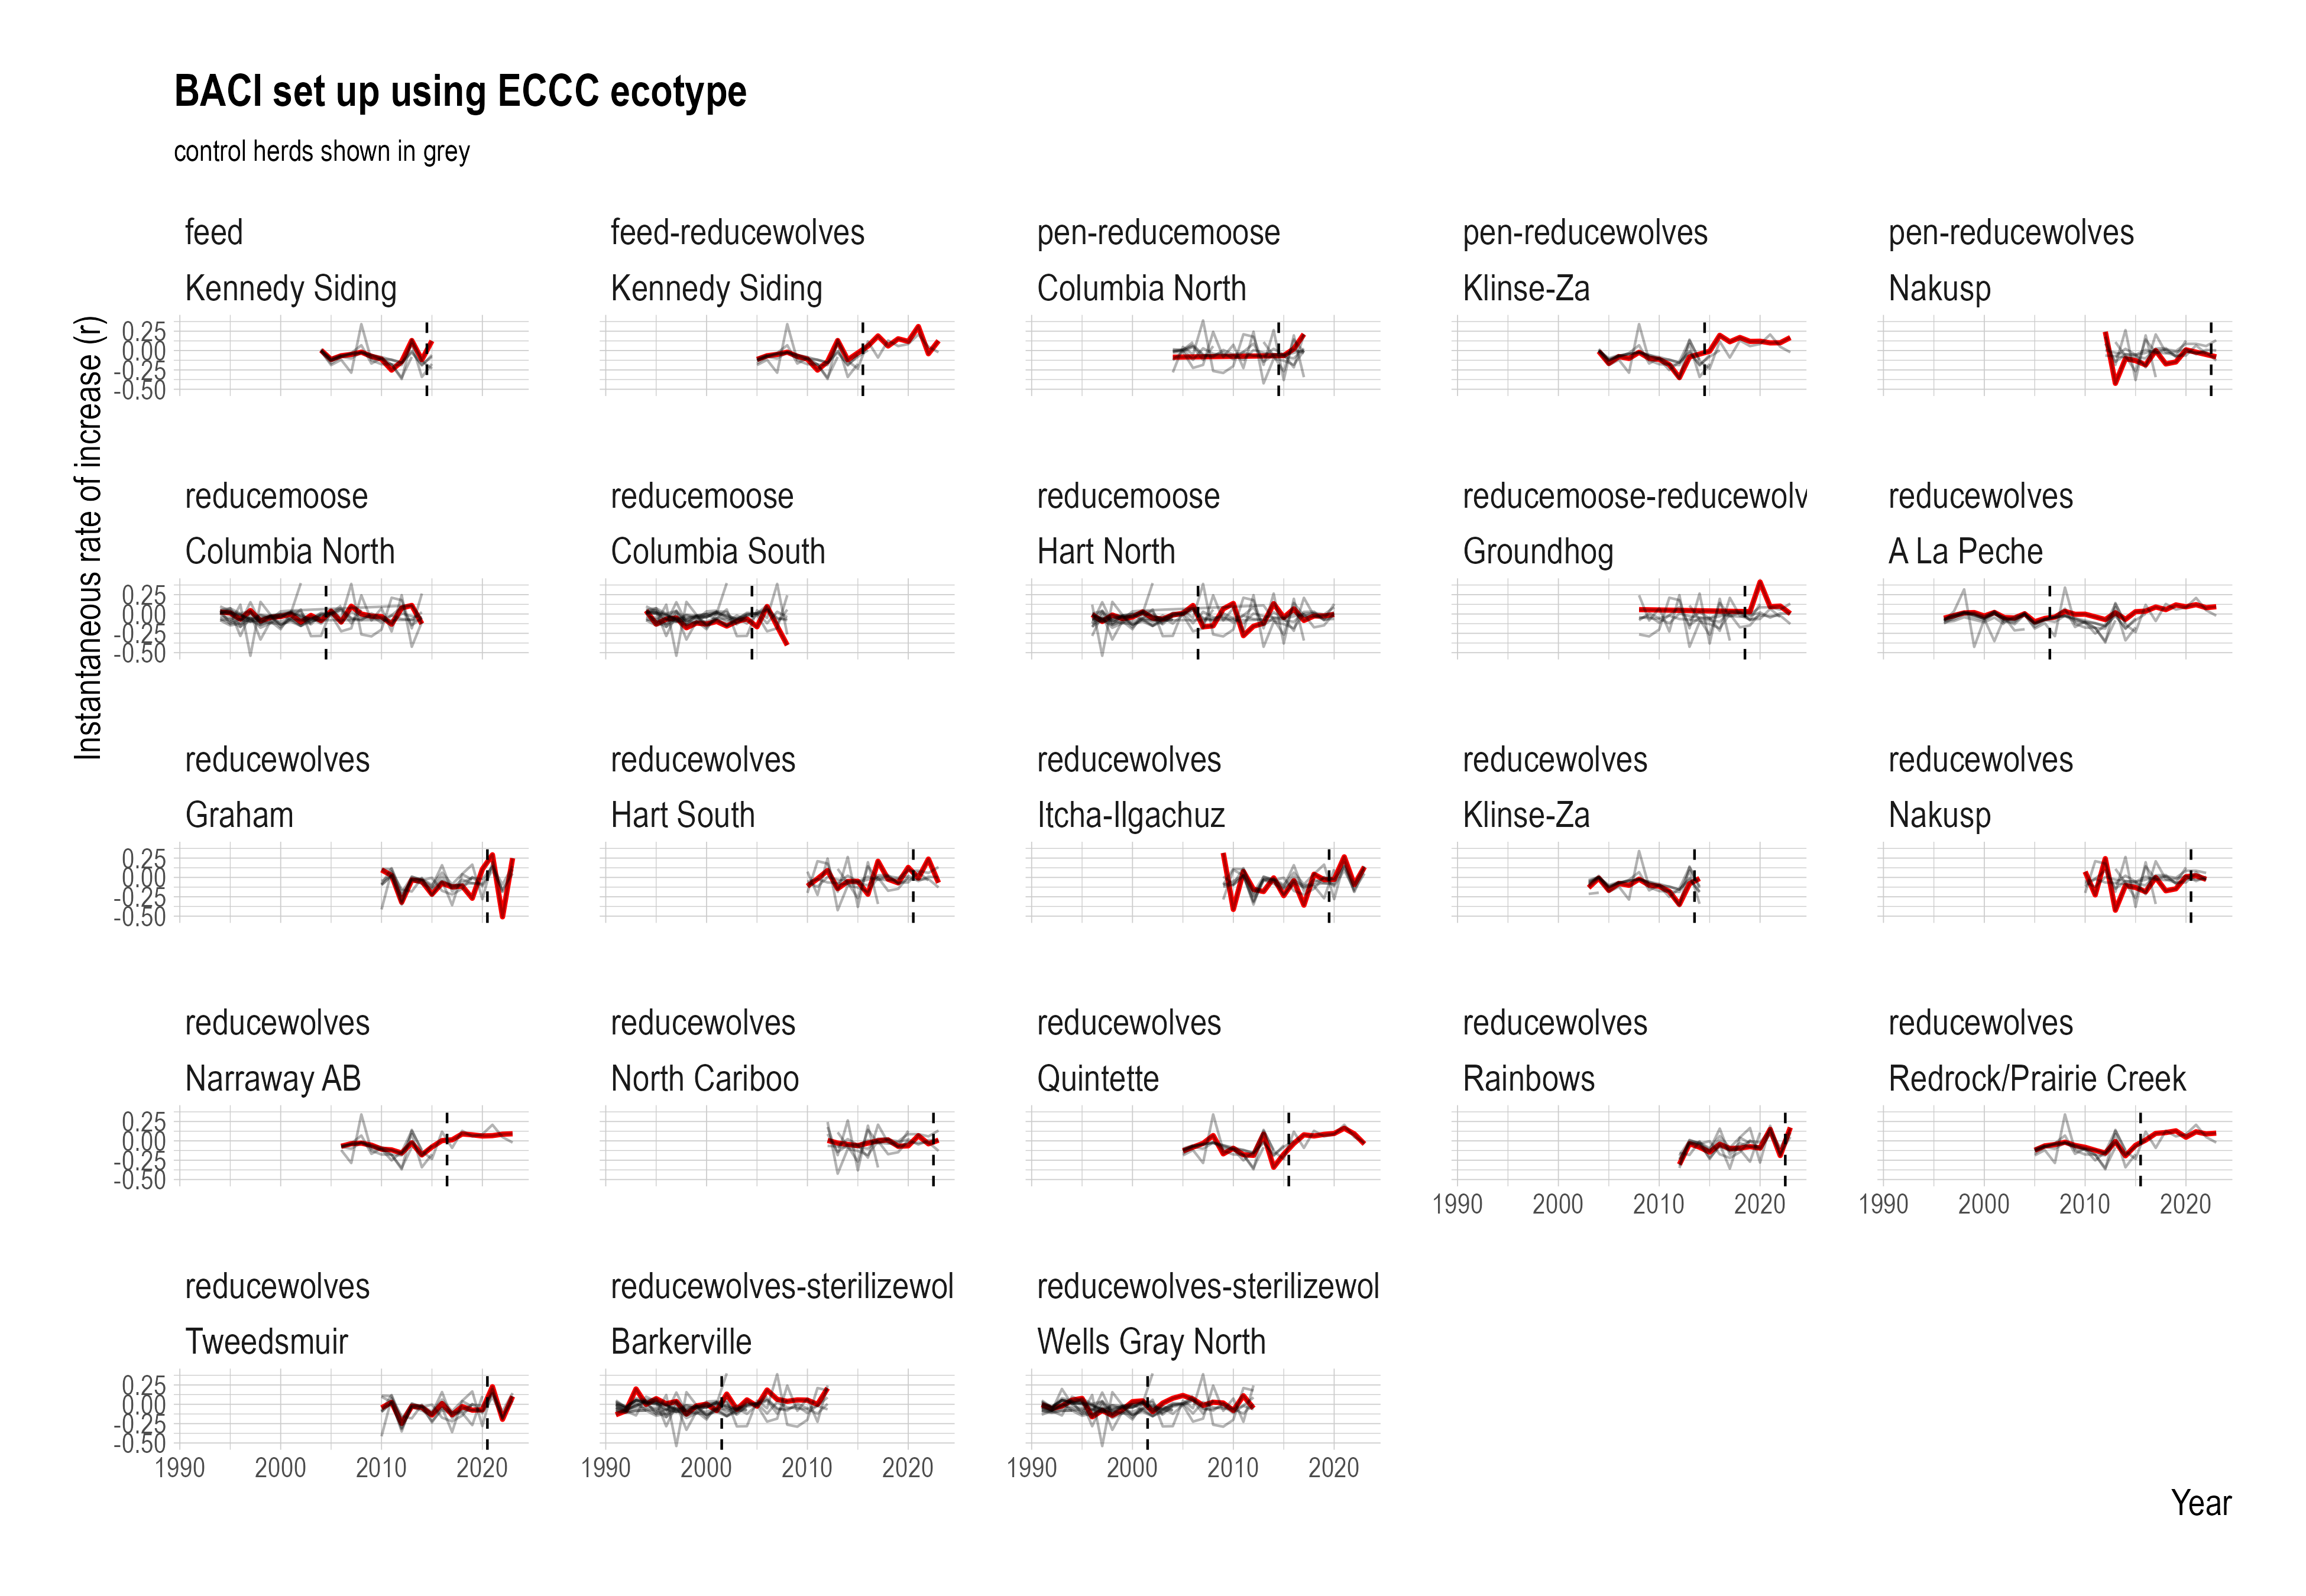 BACI set up using ECCC ecotype
control herds shown in grey
Instantaneous rate of increase (r)
feed
Kennedy Siding
feed-reducewolves
Kennedy Siding
pen-reducemoose
Columbia North
pen-reducewolves
Klinse-Za
pen-reducewolves
Nakusp
0.25
0.00
-0.25
-0.50
reducemoose
Columbia North
reducemoose
Columbia South
reducemoose
Hart North
reducemoose-reducewolv
Groundhog
reducewolves
A La Peche
0.25
0.00
-0.25
-0.50
reducewolves
Graham
reducewolves
Hart South
reducewolves
Itcha-Ilgachuz
reducewolves
Klinse-Za
reducewolves
Nakusp
0.25
0.00
-0.25
-0.50
reducewolves
Narraway AB
reducewolves
North Cariboo
reducewolves
Quintette
reducewolves
Rainbows
reducewolves
Redrock/Prairie Creek
0.25
0.00
-0.25
-0.50
1990 2000 2010 2020
1990 2000 2010 2020
reducewolves
Tweedsmuir
reducewolves-sterilizewol
Barkerville
reducewolves-sterilizewol
Wells Gray North
0.25
0.00
-0.25
-0.50
1990 2000 2010 2020
1990 2000 2010 2020
1990 2000 2010 2020
Year